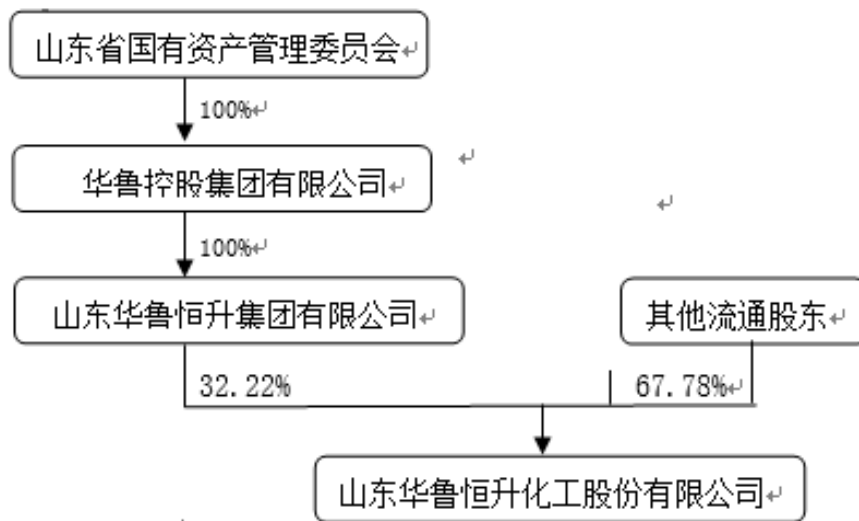 山东省国有资产管理委员会
100%
华鲁控股集团有限公司
100%
山东华鲁恒升集团有限公司
其他流通股东
32.22%
67.78%
山东华鲁恒升化工股份有限公司